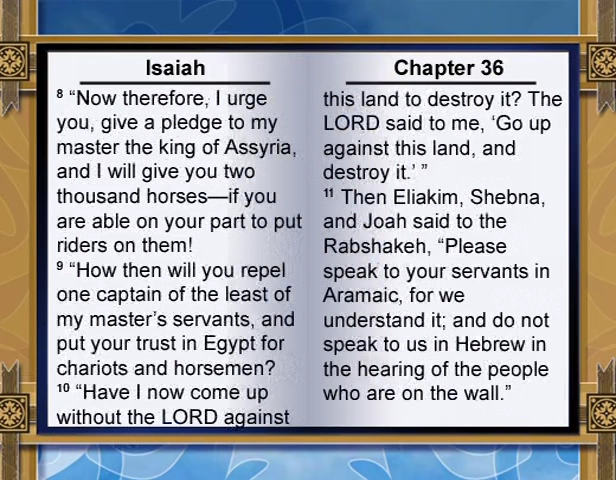 Isaiah
8 “Now therefore, I urge
you, give a pledge to my
master the king of Assyria,
and I will give you two
thousand horses—if you
are able on your part to put
riders on them!
9 “How then will you repel
one captain of the least of
my master’s servants, and
put your trust in Egypt for
chariots and horsemen?
10 “Have I now come up
without the LORD against
Chapter 36
this land to destroy it? The
LORD said to me, ‘Go up
against this land, and
destroy it.’ ”
11 Then Eliakim, Shebna,
and Joah said to the
Rabshakeh, “Please
speak to your servants in
Aramaic, for we
understand it; and do not
speak to us in Hebrew in
the hearing of the people
who are on the wall.”